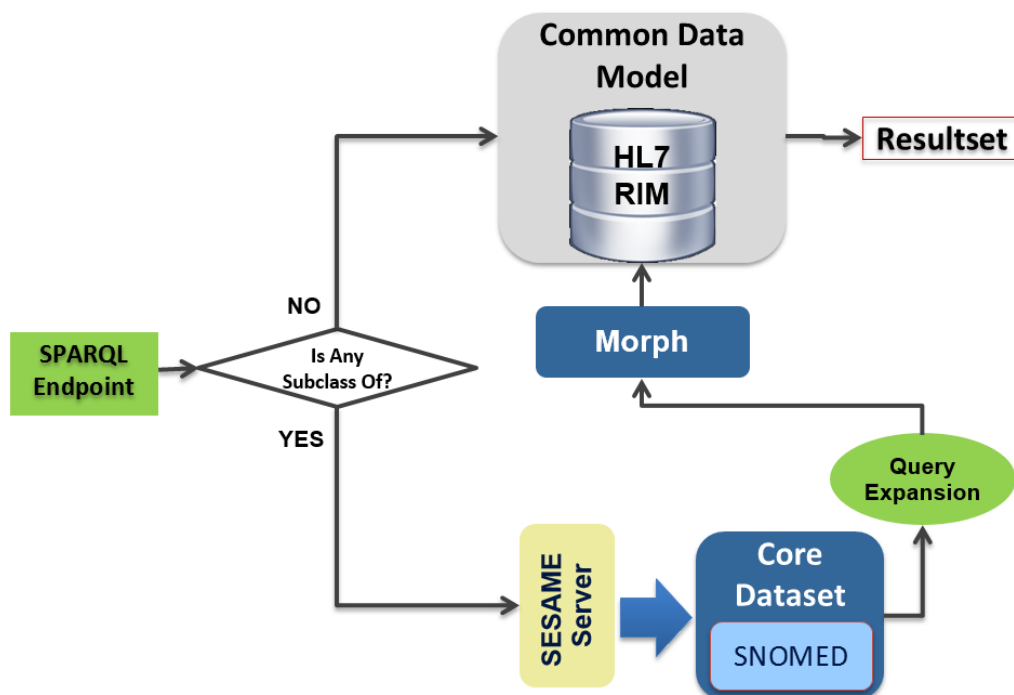 Common Data
Model
HL7
RIM
Resultset
NO
Morph
SPARQL
Endpoint
Is Any
Subclass Of?
YES
Query
Expansion
SESAME
Server
Core
Dataset
SNOMED